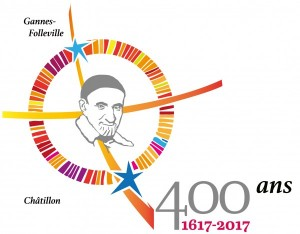 Gannes-
Folleville
Châtillon
400 ans
1617-2017